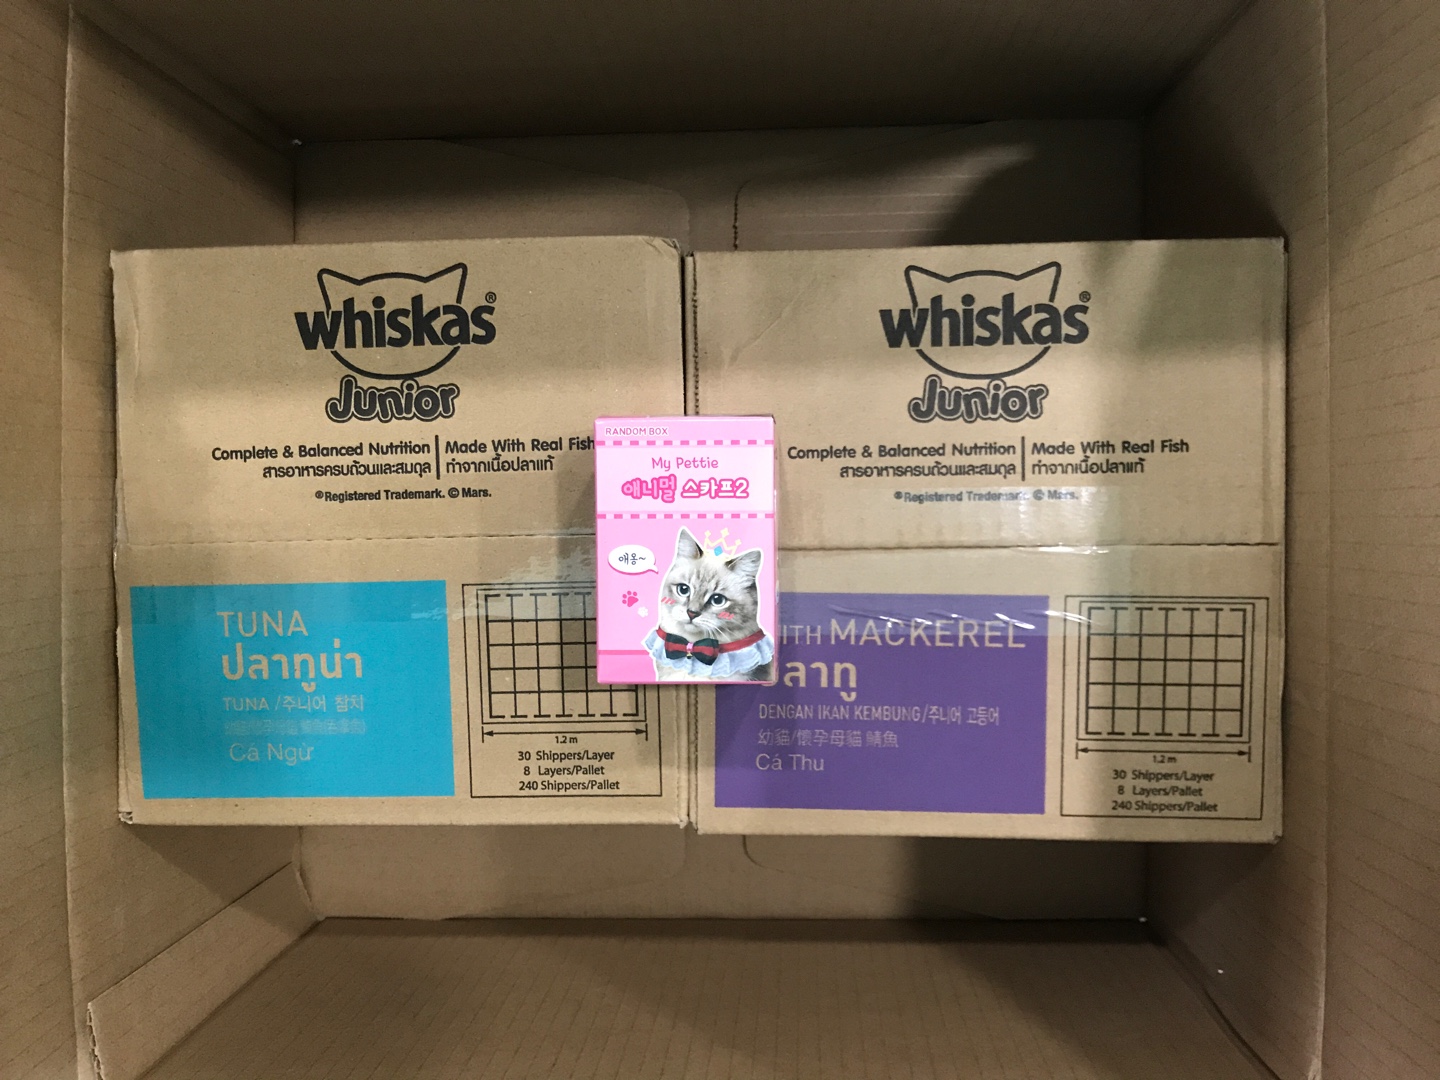 whiskas®
Junior
Complete & Balanced Nutrition | Made With Real Fish
สารอาหารครบถ้วนและสมดุล | ทำจากเนื้อปลาแท้
®Registered Trademark. © Mars.
TUNA
ปลาทูน่า
TUNA /주니어 참치
Cá Ngừ
1.2 m
30 Shippers/Layer
8 Layers/Pallet
240 Shippers/Pallet
RANDOM BOX
My Pettie
애니멀 스카프2
애옹~
whiskas®
Junior
Complete & Balanced Nutrition | Made With Real Fish
สารอาหารครบถ้วนและสมดุล | ทำจากเนื้อปลาแท้
®Registered Trademark. © Mars.
ITH MACKEREL
ลาทู
DENGAN IKAN KEMBUNG/주니어 고등어
幼貓/懷孕母貓 鯖魚
Cá Thu
1.2 m
30 Shippers/Layer
8 Layers/Pallet
240 Shippers/Pallet